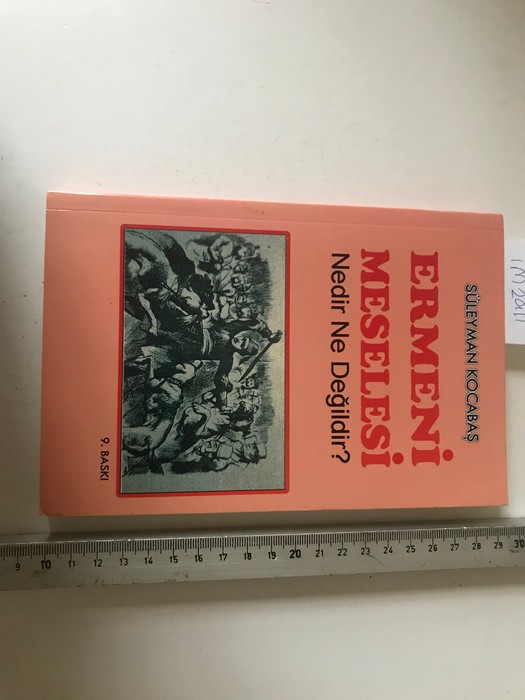 SÜLEYMAN KOCABAŞ
ERMENİ
MESELESİ
Nedir Ne Değildir?
9. BASKI
9 10 11 12 13 14 15 16 17 18 19 20 21 22 23 24 25 26 27 28 29 30